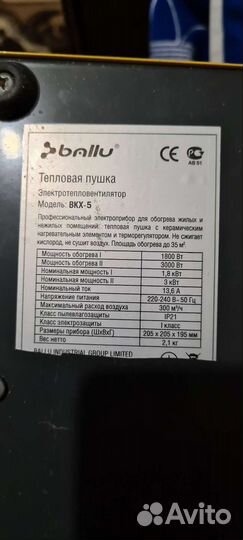 ballu®
CE
АВ 51
Тепловая пушка
Электротепловентилятор
Модель: BKX-5
Профессиональный электроприбор для обогрева жилых и
нежилых помещений: тепловая пушка с керамическим
нагревательным элементом и терморегулятором. Не сжигает
кислород, не сушит воздух. Площадь обогрева до 35 м².
Мощность обогрева I 1800 Вт
Мощность обогрева II 3000 Вт
Номинальная мощность I 1,8 кВт
Номинальная мощность II 3 кВт
Номинальный ток 13,6 А
Напряжение питания 220-240 В~50 Гц
Максимальный расход воздуха 300 м³/ч
Класс пылевлагозащиты IP21
Класс электрозащиты I класс
Размеры прибора (ШхВхГ) 205 x 205 x 195 мм
Вес нетто 2,1 кг
BALLU INDUSTRIAL GROUP LIMITED
Avito